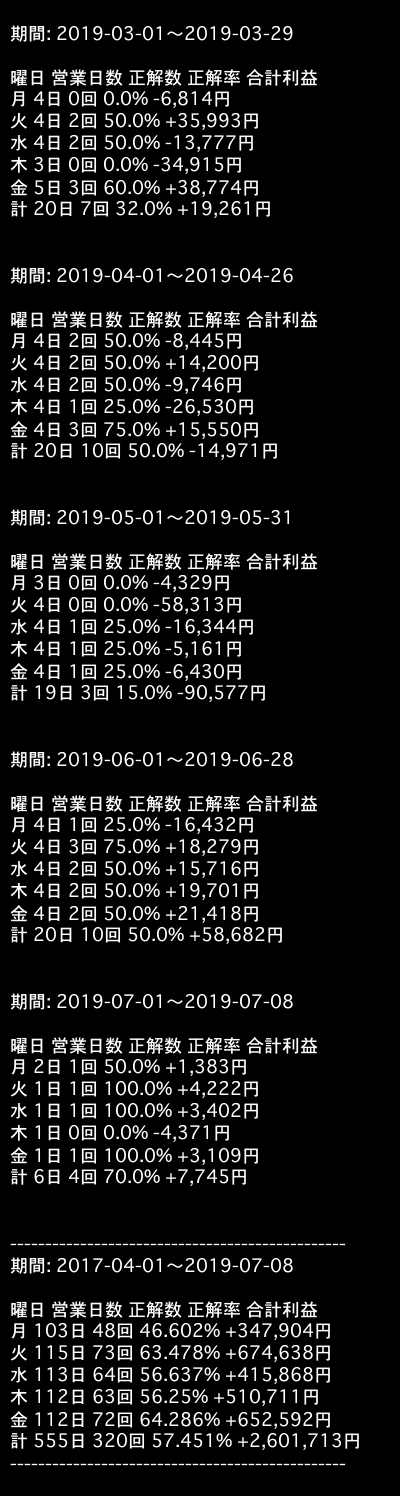 期間: 2019-03-01〜2019-03-29
曜日 営業日数 正解数 正解率 合計利益
月 4日 0回 0.0% -6,814円
火 4日 2回 50.0% +35,993円
水 4日 2回 50.0% -13,777円
木 3日 0回 0.0% -34,915円
金 5日 3回 60.0% +38,774円
計 20日 7回 32.0% +19,261円
期間: 2019-04-01〜2019-04-26
曜日 営業日数 正解数 正解率 合計利益
月 4日 2回 50.0% -8,445円
火 4日 2回 50.0% +14,200円
水 4日 2回 50.0% -9,746円
木 4日 1回 25.0% -26,530円
金 4日 3回 75.0% +15,550円
計 20日 10回 50.0% -14,971円
期間: 2019-05-01〜2019-05-31
曜日 営業日数 正解数 正解率 合計利益
月 3日 0回 0.0% -4,329円
火 4日 0回 0.0% -58,313円
水 4日 1回 25.0% -16,344円
木 4日 1回 25.0% -5,161円
金 4日 1回 25.0% -6,430円
計 19日 3回 15.0% -90,577円
期間: 2019-06-01〜2019-06-28
曜日 営業日数 正解数 正解率 合計利益
月 4日 1回 25.0% -16,432円
火 4日 3回 75.0% +18,279円
水 4日 2回 50.0% +15,716円
木 4日 2回 50.0% +19,701円
金 4日 2回 50.0% +21,418円
計 20日 10回 50.0% +58,682円
期間: 2019-07-01〜2019-07-08
曜日 営業日数 正解数 正解率 合計利益
月 2日 1回 50.0% +1,383円
火 1日 1回 100.0% +4,222円
水 1日 1回 100.0% +3,402円
木 1日 0回 0.0% -4,371円
金 1日 1回 100.0% +3,109円
計 6日 4回 70.0% +7,745円
------------------------------------------------
期間: 2017-04-01〜2019-07-08
曜日 営業日数 正解数 正解率 合計利益
月 103日 48回 46.602% +347,904円
火 115日 73回 63.478% +674,638円
水 113日 64回 56.637% +415,868円
木 112日 63回 56.25% +510,711円
金 112日 72回 64.286% +652,592円
計 555日 320回 57.451% +2,601,713円
------------------------------------------------